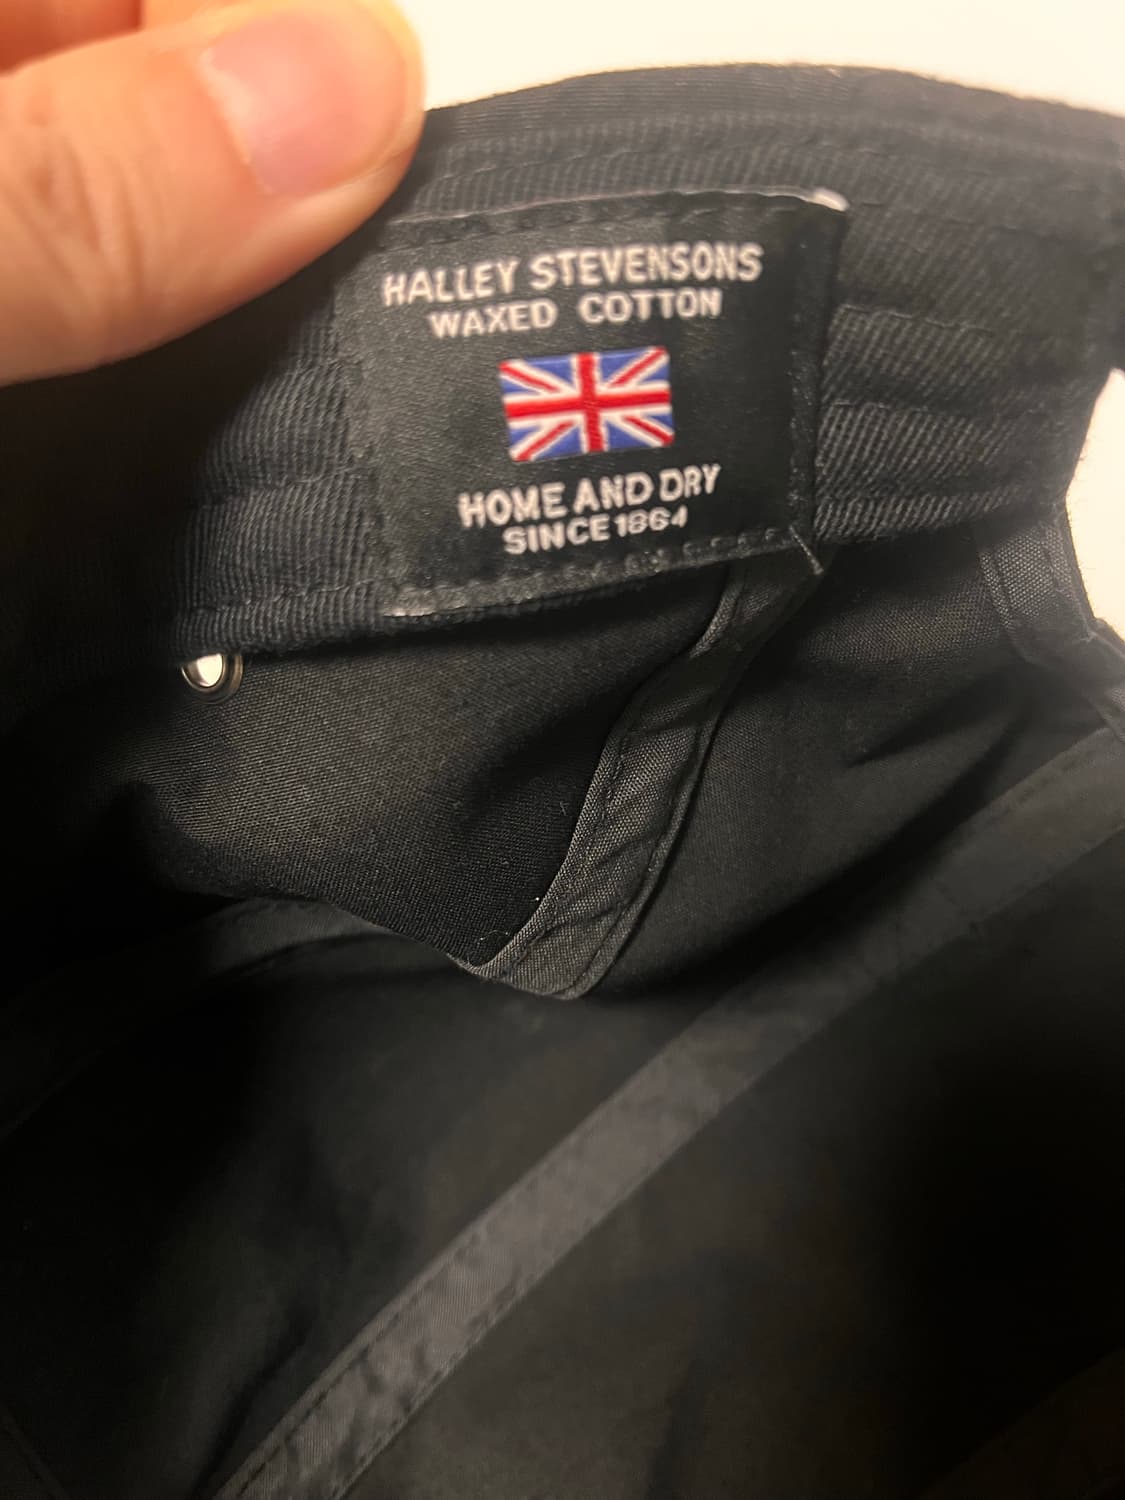 HALLEY STEVENSONS
WAXED COTTON
HOME AND DRY
SINCE 1864